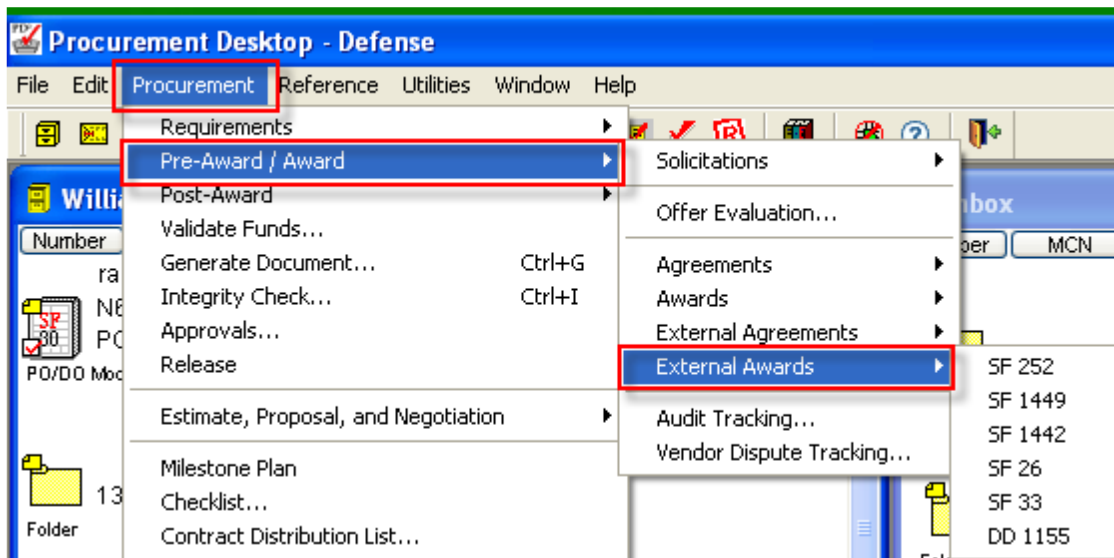 Procurement Desktop - Defense
File Edit Procurement Reference Utilities Window Help
Requirements
Pre-Award / Award
Post-Award
Validate Funds...
Generate Document... Ctrl+G
Integrity Check... Ctrl+I
Approvals...
Release
Estimate, Proposal, and Negotiation
Milestone Plan
Checklist...
Contract Distribution List...
Solicitations
Offer Evaluation...
Agreements
Awards
External Agreements
External Awards
Audit Tracking...
Vendor Dispute Tracking...
SF 252
SF 1449
SF 1442
SF 26
SF 33
DD 1155
Number
SF
30
PO/DO
13
Folder
MCN